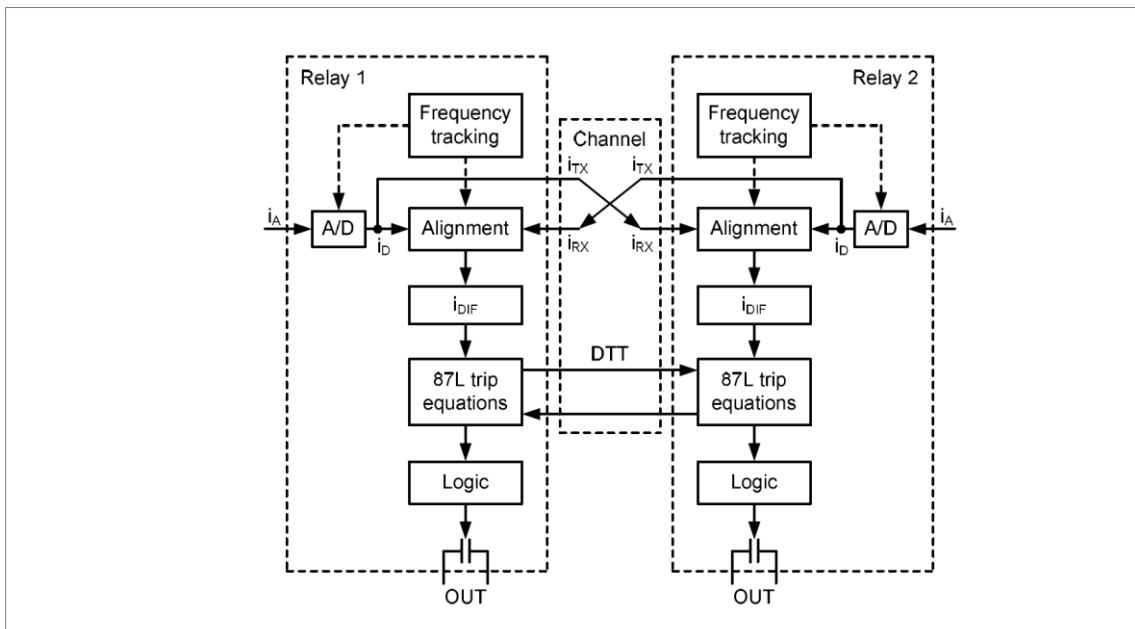 Relay 1
Relay 2
Frequency
tracking
Channel
Frequency
tracking
iTX
iTX
iA
A/D
iD
Alignment
iRX
iRX
Alignment
iD
A/D
iA
iDIF
iDIF
DTT
87L trip
equations
87L trip
equations
Logic
Logic
OUT
OUT